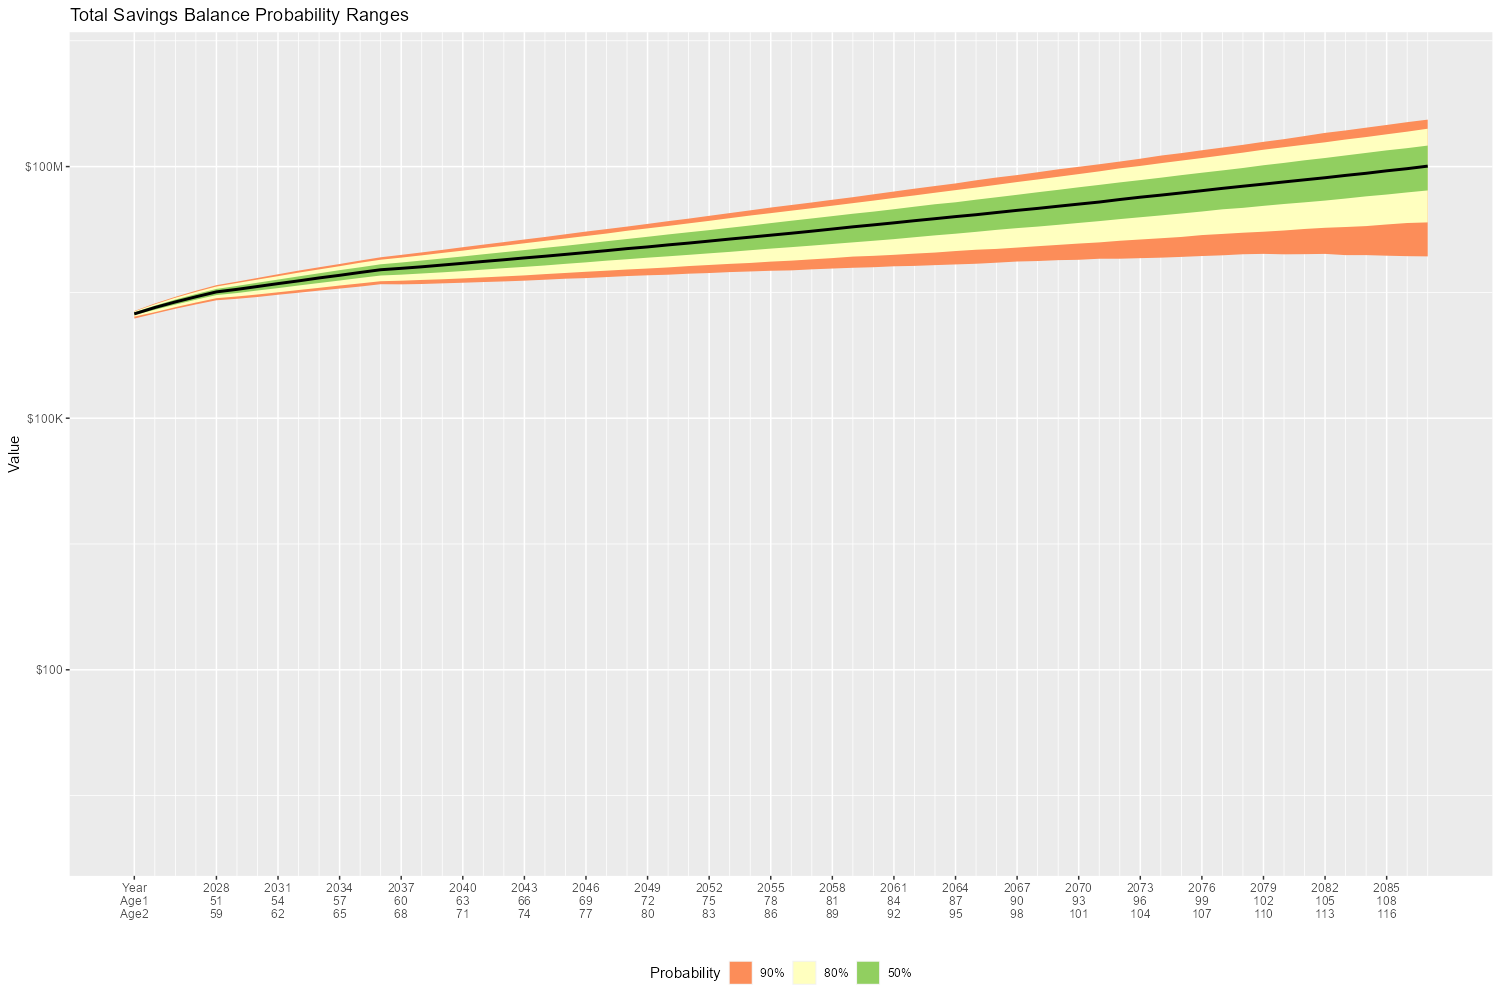 Total Savings Balance Probability Ranges
$100M
$100K
$100
Value
Year 2028 2031 2034 2037 2040 2043 2046 2049 2052 2055 2058 2061 2064 2067 2070 2073 2076 2079 2082 2085
Age1 51 54 57 60 63 66 69 72 75 78 81 84 87 90 93 96 99 102 105 108
Age2 59 62 65 68 71 74 77 80 83 86 89 92 95 98 101 104 107 110 113 116
Probability 90% 80% 50%